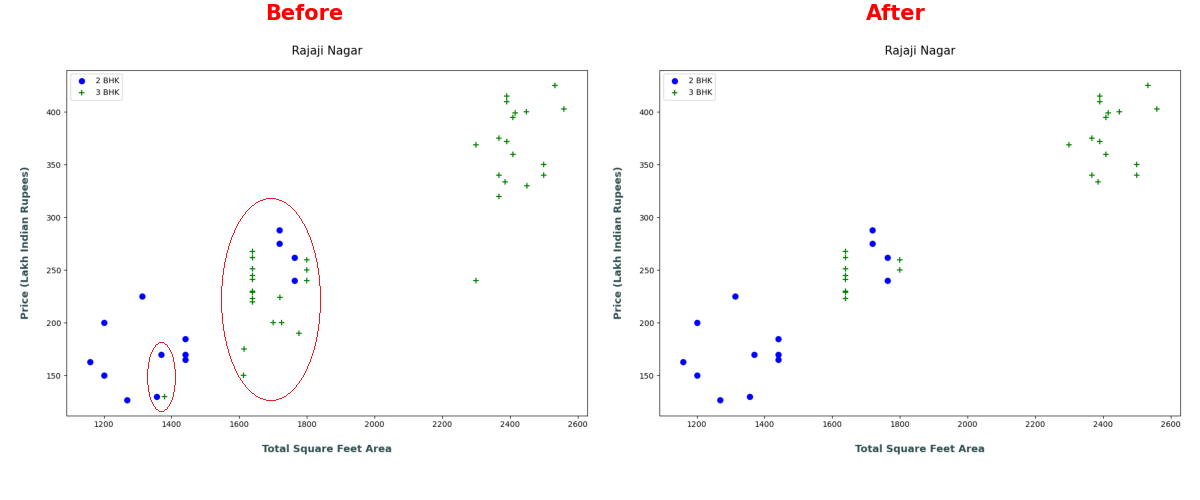 Before
Rajaji Nagar
2 BHK
3 BHK
400
350
300
250
200
150
Price (Lakh Indian Rupees)
1200 1400 1600 1800 2000 2200 2400 2600
Total Square Feet Area
After
Rajaji Nagar
2 BHK
3 BHK
400
350
300
250
200
150
Price (Lakh Indian Rupees)
1200 1400 1600 1800 2000 2200 2400 2600
Total Square Feet Area